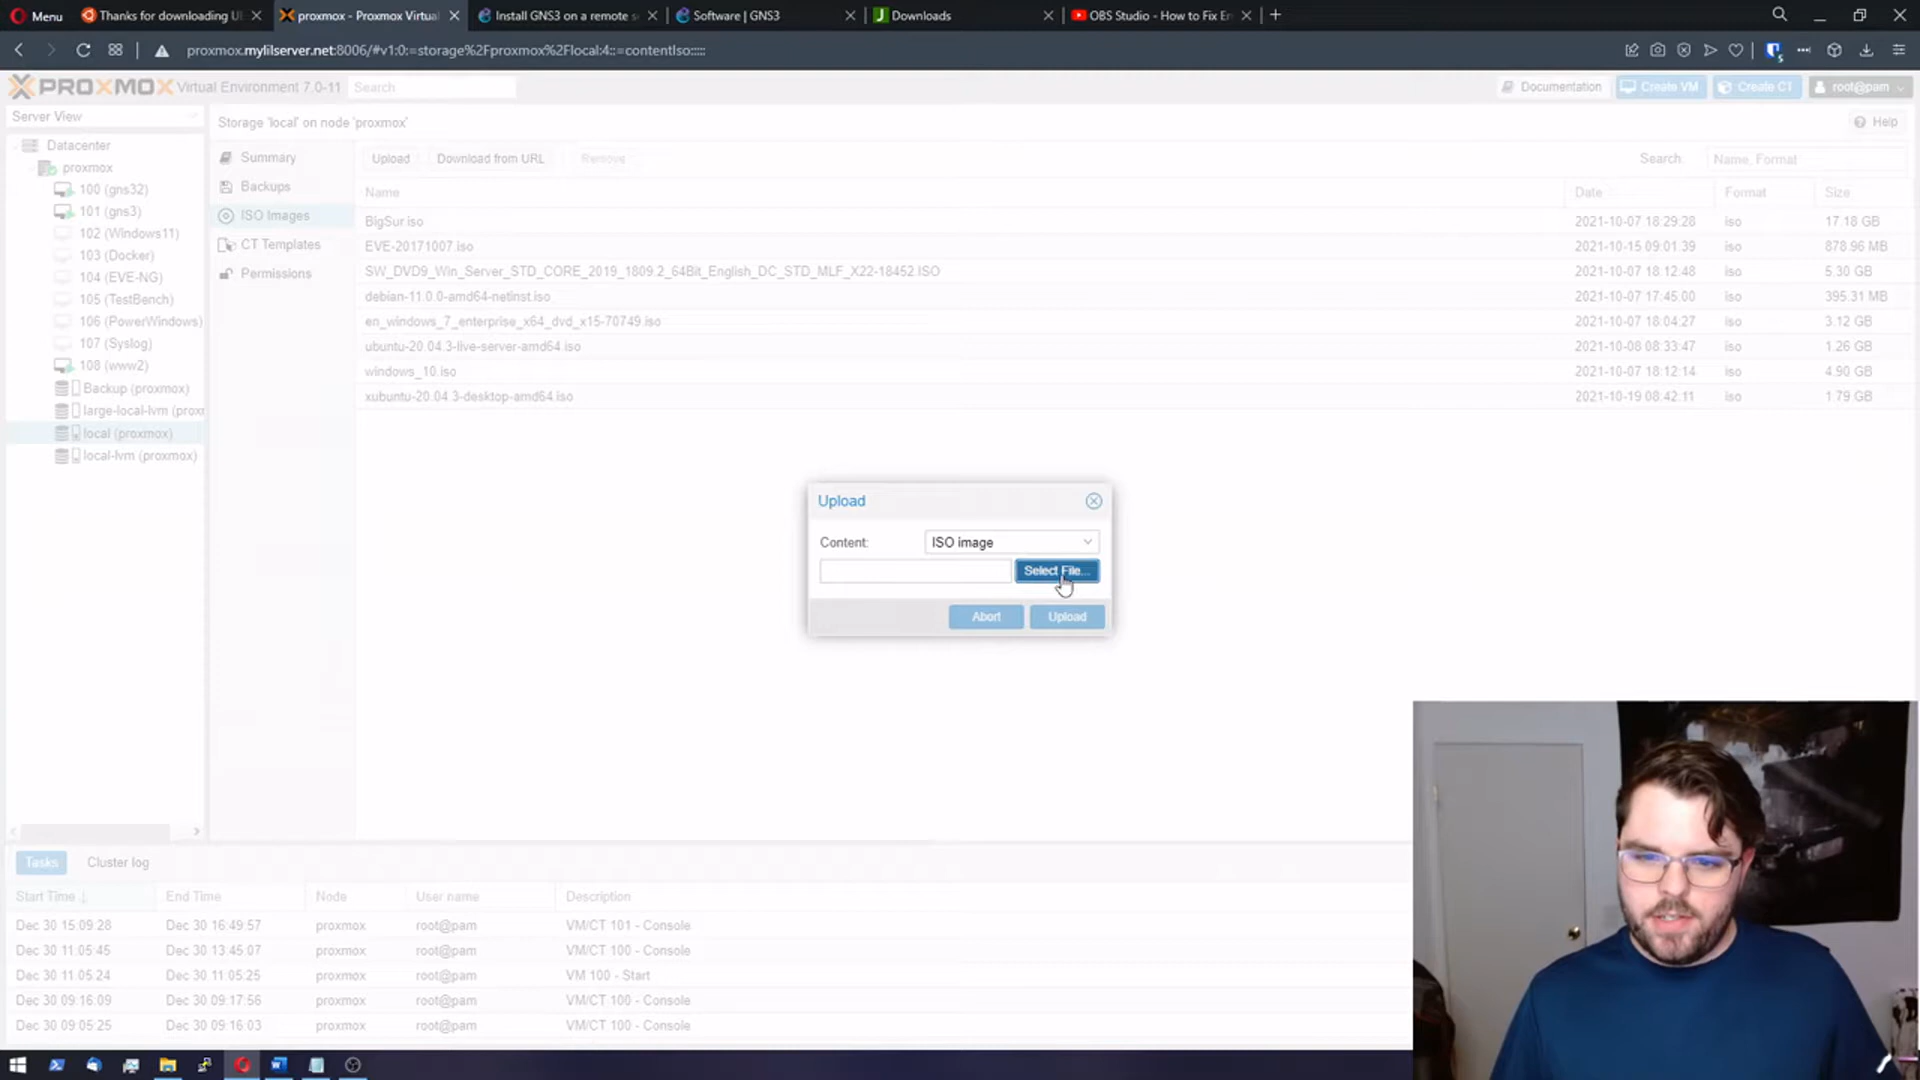 Menu
Thanks for downloading U
proxmox - Proxmox Virtual
Install GNS3 on a remote s
Software | GNS3
Downloads
OBS Studio - How to Fix Er
proxmox.mylilserver.net:8006/#v1:0:=storage%2Fproxmox%2Flocal:4::=contentIso:::::
PROXMOX Virtual Environment 7.0-11
Search
Documentation
Create VM
Create CT
root@pam
Server View
Storage 'local' on node 'proxmox'
Help
Datacenter
proxmox
100 (gns32)
101 (gns3)
102 (Windows11)
103 (Docker)
104 (EVE-NG)
105 (TestBench)
106 (PowerWindows)
107 (Syslog)
108 (www2)
Backup (proxmox)
large-local-lvm (prox
local (proxmox)
local-lvm (proxmox)
Summary
Backups
ISO Images
CT Templates
Permissions
Upload
Download from URL
Remove
Search:
Name, Format
Name Date Format Size
BigSur.iso 2021-10-07 18:29:28 iso 17.18 GB
EVE-20171007.iso 2021-10-15 09:01:39 iso 878.96 MB
SW_DVD9_Win_Server_STD_CORE_2019_1809.2_64Bit_English_DC_STD_MLF_X22-18452.ISO 2021-10-07 18:12:48 iso 5.30 GB
debian-11.0.0-amd64-netinst.iso 2021-10-07 17:45:00 iso 395.31 MB
en_windows_7_enterprise_x64_dvd_x15-70749.iso 2021-10-07 18:04:27 iso 3.12 GB
ubuntu-20.04.3-live-server-amd64.iso 2021-10-08 08:33:47 iso 1.26 GB
windows_10.iso 2021-10-07 18:12:14 iso 4.90 GB
xubuntu-20.04.3-desktop-amd64.iso 2021-10-19 08:42:11 iso 1.79 GB
Upload
Content: ISO image
Select File...
Abort Upload
Tasks Cluster log
Start Time End Time Node User name Description
Dec 30 15:09:28 Dec 30 16:49:57 proxmox root@pam VM/CT 101 - Console
Dec 30 11:05:45 Dec 30 13:45:07 proxmox root@pam VM/CT 100 - Console
Dec 30 11:05:24 Dec 30 11:05:25 proxmox root@pam VM 100 - Start
Dec 30 09:16:09 Dec 30 09:17:56 proxmox root@pam VM/CT 100 - Console
Dec 30 09:05:25 Dec 30 09:16:03 proxmox root@pam VM/CT 100 - Console